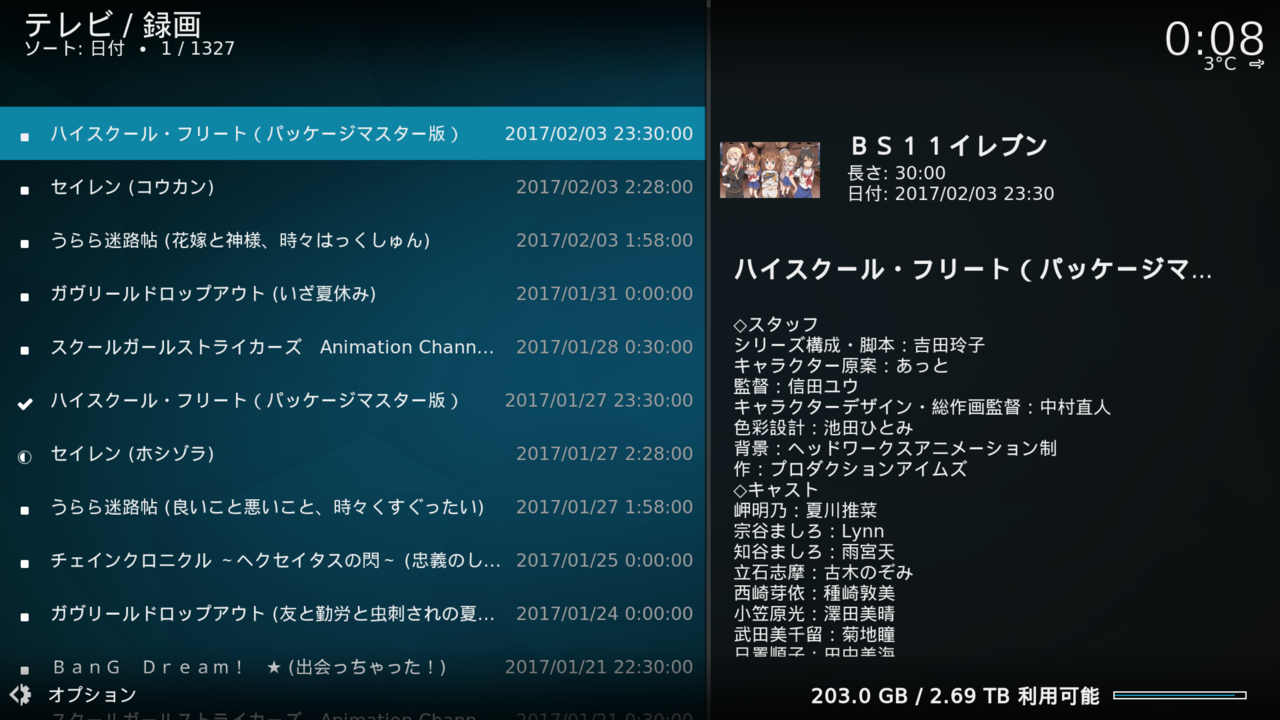 テレビ / 録画
ソート: 日付 • 1 / 1327
0:08
3°C
ハイスクール・フリート（パッケージマスター版） 2017/02/03 23:30:00
セイレン (コウカン) 2017/02/03 2:28:00
うらら迷路帖 (花嫁と神様、時々はっくしゅん) 2017/02/03 1:58:00
ガヴリールドロップアウト (いざ夏休み) 2017/01/31 0:00:00
スクールガールストライカーズ　Animation Chann... 2017/01/28 0:30:00
ハイスクール・フリート（パッケージマスター版） 2017/01/27 23:30:00
セイレン (ホシゾラ) 2017/01/27 2:28:00
うらら迷路帖 (良いこと悪いこと、時々くすぐったい) 2017/01/27 1:58:00
チェインクロニクル ～ヘクセイタスの閃～ (忠義のし... 2017/01/25 0:00:00
ガヴリールドロップアウト (友と勤労と虫刺されの夏... 2017/01/24 0:00:00
ＢａｎＧ　Ｄｒｅａｍ！　★ (出会っちゃった！) 2017/01/21 22:30:00
オプション
ＢＳ１１イレブン
長さ: 30:00
日付: 2017/02/03 23:30
ハイスクール・フリート（パッケージマ...
◇スタッフ
シリーズ構成・脚本：吉田玲子
キャラクター原案：あっと
監督：信田ユウ
キャラクターデザイン・総作画監督：中村直人
色彩設計：池田ひとみ
背景：ヘッドワークスアニメーション制
作：プロダクションアイムズ
◇キャスト
岬明乃：夏川推菜
宗谷ましろ：Lynn
知谷ましろ：雨宮天
立石志摩：古木のぞみ
西崎芽依：種崎敦美
小笠原光：澤田美晴
武田美千留：菊地瞳
日置順子：田中美海
203.0 GB / 2.69 TB 利用可能